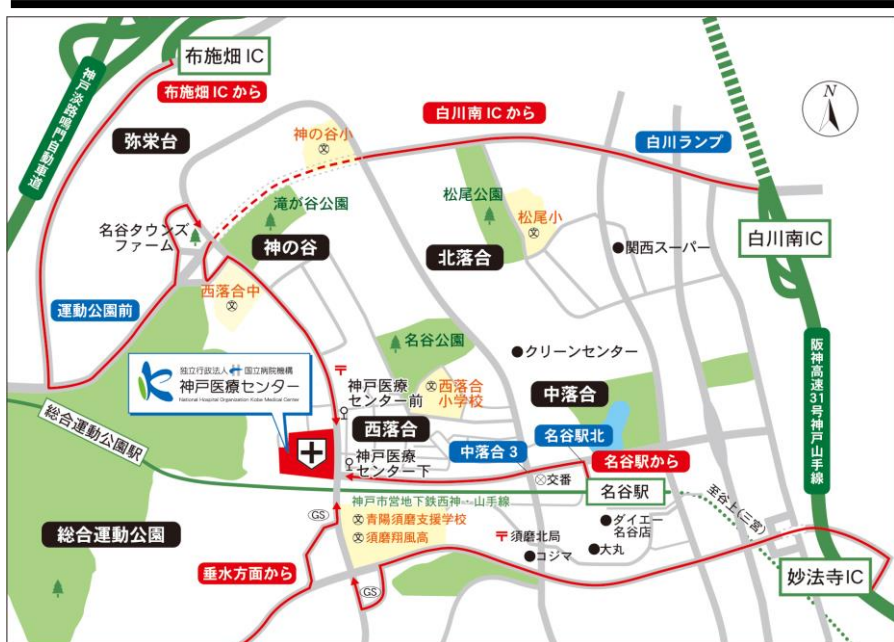 布施畑 IC
神戸淡路鳴門自動車道
布施畑 IC から
弥栄台
神の谷小
文
白川南 IC から
白川ランプ
N
滝が谷公園
松尾公園
松尾小
文
名谷タウンズ
ファーム
神の谷
北落合
関西スーパー
白川南IC
西落合中
文
運動公園前
名谷公園
クリーンセンター
阪神高速31号神戸山手線
独立行政法人 国立病院機構
神戸医療センター
National Hospital Organization Kobe Medical Center
〒
神戸医療
センター前
文西落合
小学校
中落合
総合運動公園駅
西落合
中落合 3
名谷駅北
神戸医療
センター下
交番
名谷駅から
名谷駅
神戸市営地下鉄西神・山手線
至谷上(三宮)
GS
文青陽須磨支援学校
文須磨翔風高
総合運動公園
〒須磨北局
ダイエー
名谷店
コジマ
大丸
垂水方面から
GS
妙法寺IC